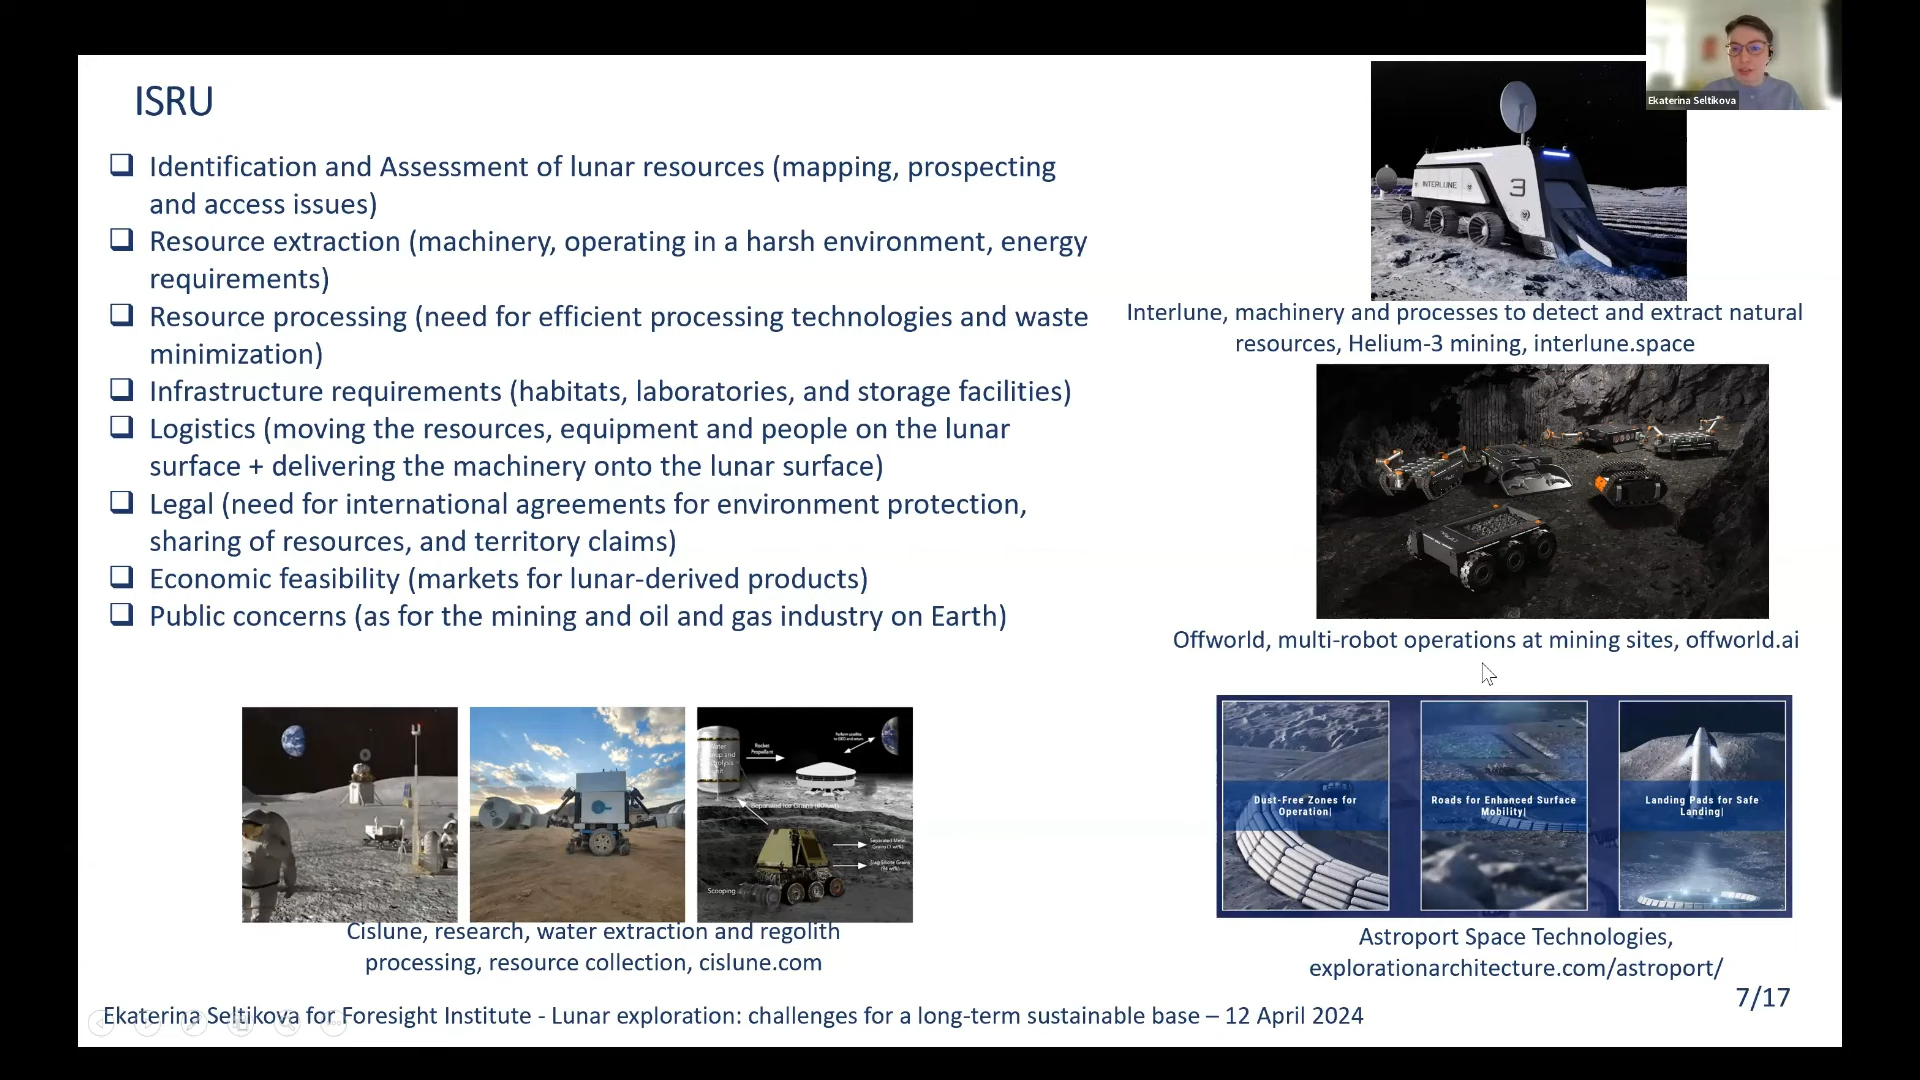 ISRU
Identification and Assessment of lunar resources (mapping, prospecting
and access issues)
Resource extraction (machinery, operating in a harsh environment, energy
requirements)
Resource processing (need for efficient processing technologies and waste
minimization)
Infrastructure requirements (habitats, laboratories, and storage facilities)
Logistics (moving the resources, equipment and people on the lunar
surface + delivering the machinery onto the lunar surface)
Legal (need for international agreements for environment protection,
sharing of resources, and territory claims)
Economic feasibility (markets for lunar-derived products)
Public concerns (as for the mining and oil and gas industry on Earth)
Ekaterina Seltikova
INTERLUNE
3
Interlune, machinery and processes to detect and extract natural
resources, Helium-3 mining, interlune.space
Offworld, multi-robot operations at mining sites, offworld.ai
Rocket
Propellant
Scooping
Cislune, research, water extraction and regolith
processing, resource collection, cislune.com
Dust-Free Zones for
Operation|
Roads for Enhanced Surface
Mobility|
Landing Pads for Safe
Landing|
Astroport Space Technologies,
explorationarchitecture.com/astroport/
7/17
Ekaterina Seltikova for Foresight Institute - Lunar exploration: challenges for a long-term sustainable base – 12 April 2024